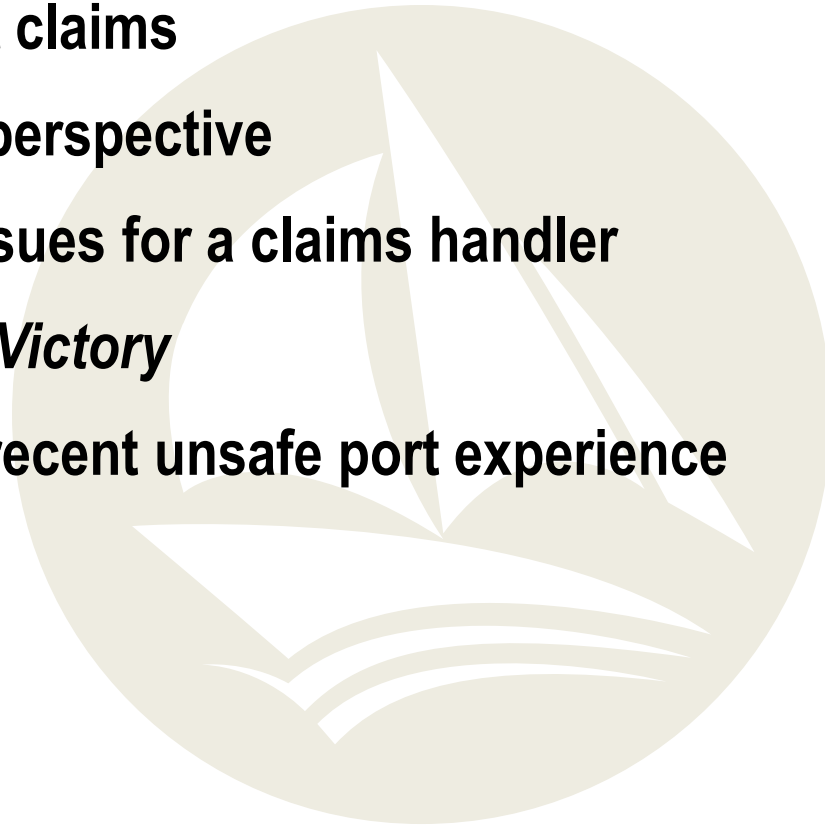 claims
perspective
sues for a claims handler
Victory
recent unsafe port experience